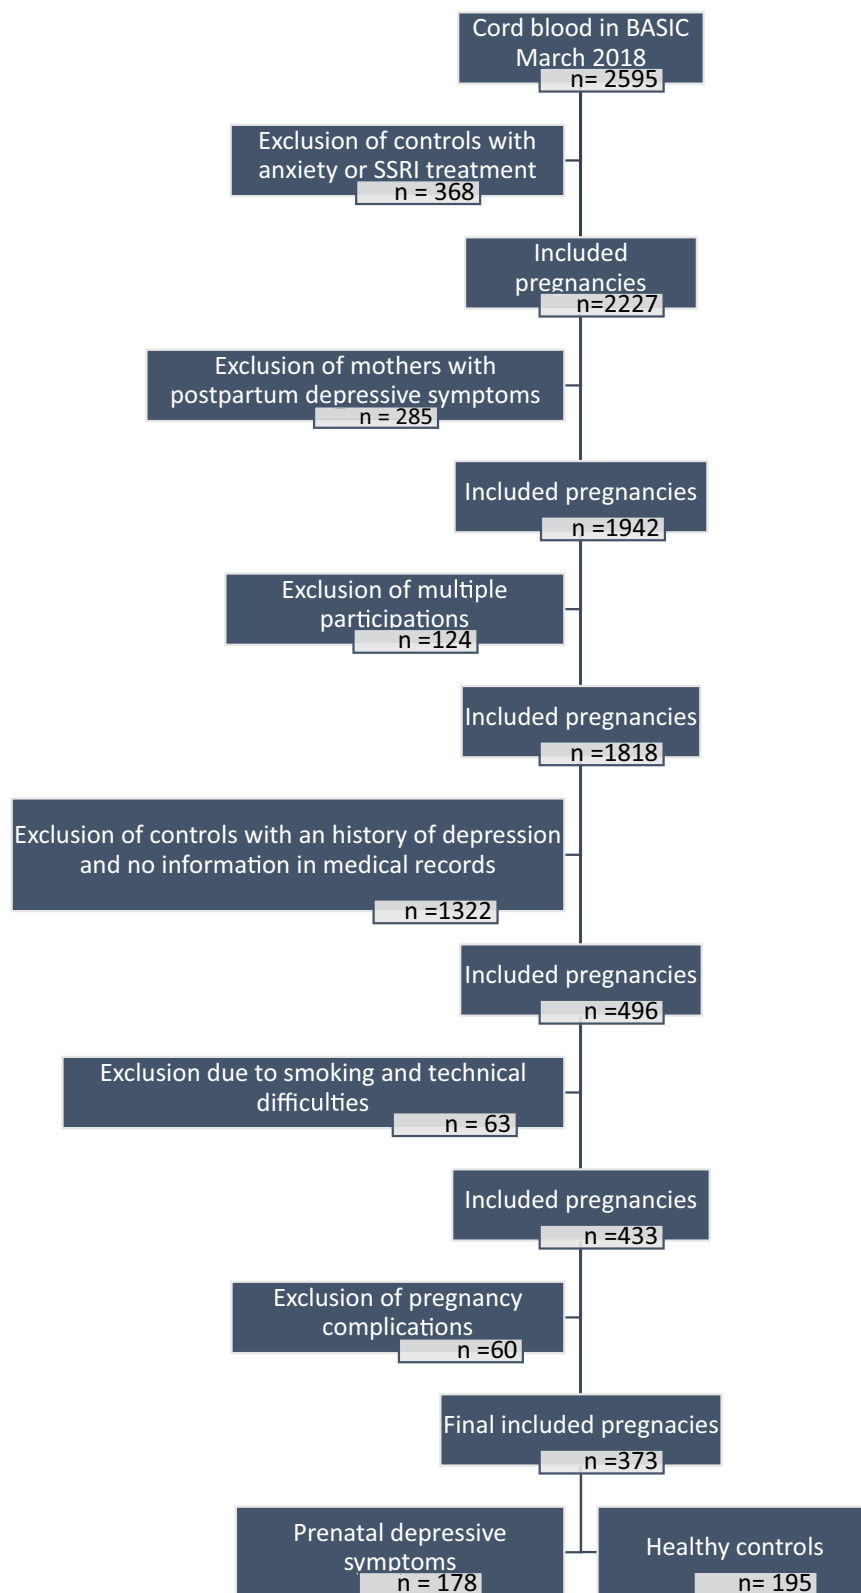 Cord blood in BASIC
March 2018
n= 2595
Exclusion of controls with
anxiety or SSRI treatment
n = 368
Included
pregnancies
n=2227
Exclusion of mothers with
postpartum depressive symptoms
n = 285
Included pregnancies
n =1942
Exclusion of multiple
participations
n =124
Included pregnancies
n =1818
Exclusion of controls with an history of depression
and no information in medical records
n =1322
Included pregnancies
n =496
Exclusion due to smoking and technical
difficulties
n = 63
Included pregnancies
n =433
Exclusion of pregnancy
complications
n =60
Final included pregnacies
n =373
Prenatal depressive
symptoms
n = 178
Healthy controls
n= 195